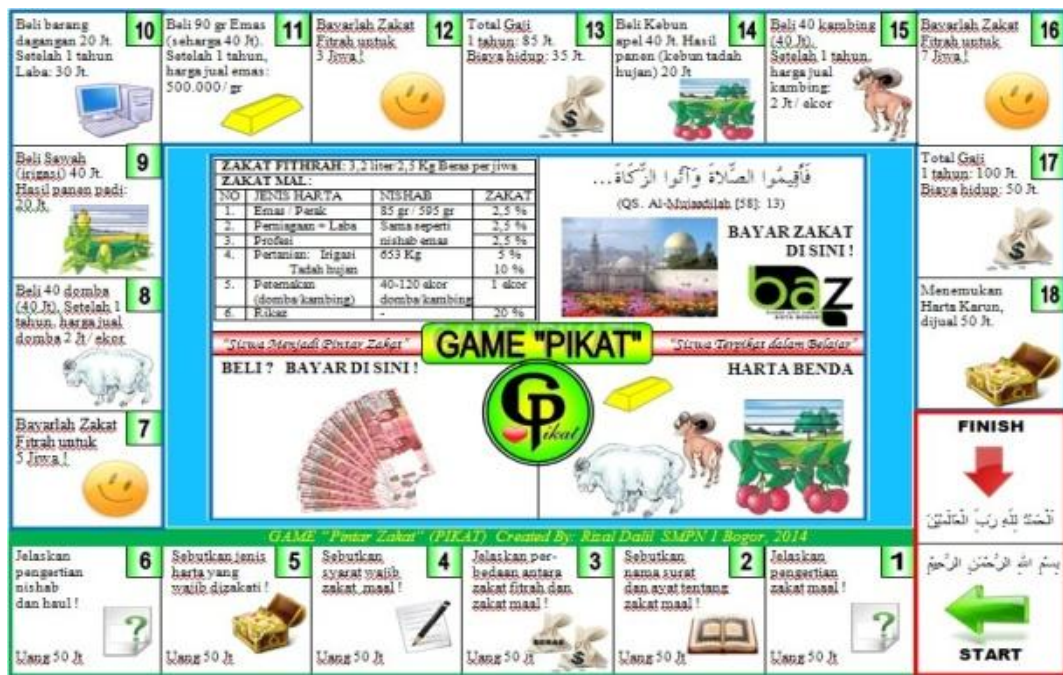 Beli barang
dagangan 20 Jt.
Setelah 1 tahun
Laba: 30 Jt.
10
Beli 90 gr Emas
(seharga 40 Jt).
Setelah 1 tahun,
harga jual emas:
500.000/ gr
11
Bayarlah Zakat
Fitrah untuk
3 Jiwa !
12
Total Gaji
1 tahun: 85 Jt.
Biaya hidup: 35 Jt.
13
Beli Kebun
apel 40 Jt. Hasil
panen (kebun tadah
hujan) 20 Jt
14
Beli 40 kambing
(40 Jt).
Setelah 1 tahun,
harga jual
kambing:
2 Jt / ekor
15
Bayarlah Zakat
Fitrah untuk
7 Jiwa !
16
Beli Sawah
(irigasi) 40 Jt.
Hasil panen padi:
20 Jt.
9
Beli 40 domba
(40 Jt). Setelah 1
tahun, harga jual
domba 2 Jt/ ekor
8
Bayarlah Zakat
Fitrah untuk
5 Jiwa !
7
ZAKAT FITHRAH: 3,2 liter/2,5 Kg Beras per jiwa
ZAKAT MAL:
NO JENIS HARTA NISHAB ZAKAT
1. Emas / Perak 85 gr / 595 gr 2,5 %
2. Perniagaan = Laba Sama seperti 2,5 %
3. Profesi nishab emas 2,5 %
4. Pertanian: Irigasi 653 Kg 5 %
Tadah hujan 10 %
5. Peternakan 40-120 ekor 1 ekor
(domba/kambing) domba/kambing
6. Rikaz - 20 %
فَأَقِيمُوا الصَّلَاةَ وَآتُوا الزَّكَاةَ...
(QS. Al-Mujaadilah [58]: 13)
BAYAR ZAKAT
DI SINI !
baz
"Siswa Menjadi Pintar Zakat"
GAME "PIKAT"
"Siswa Terpikat dalam Belajar"
BELI ? BAYAR DI SINI !
GPikat
HARTA BENDA
Total Gaji
1 tahun: 100 Jt.
Biaya hidup: 50 Jt.
17
Menemukan
Harta Karun,
dijual 50 Jt.
18
FINISH
الْحَمْدُ لِلَّهِ رَبِّ الْعَالَمِيْنَ
بِسْمِ اللهِ الرَّحْمٰنِ الرَّحِيْمِ
START
GAME "Pintar Zakat" (PIKAT) Created By: Rizal Dalil SMPN 1 Bogor, 2014
Jelaskan
pengertian
nishab
dan haul !
Uang 50 Jt
6
Sebutkan jenis
harta yang
wajib dizakati !
Uang 50 Jt
5
Sebutkan
syarat wajib
zakat maal !
Uang 50 Jt
4
Jelaskan per-
bedaan antara
zakat fitrah dan
zakat maal !
BERAS
Uang 50 Jt
3
Sebutkan
nama surat
dan ayat tentang
zakat maal !
Uang 50 Jt
2
Jelaskan
pengertian
zakat maal !
Uang 50 Jt
1